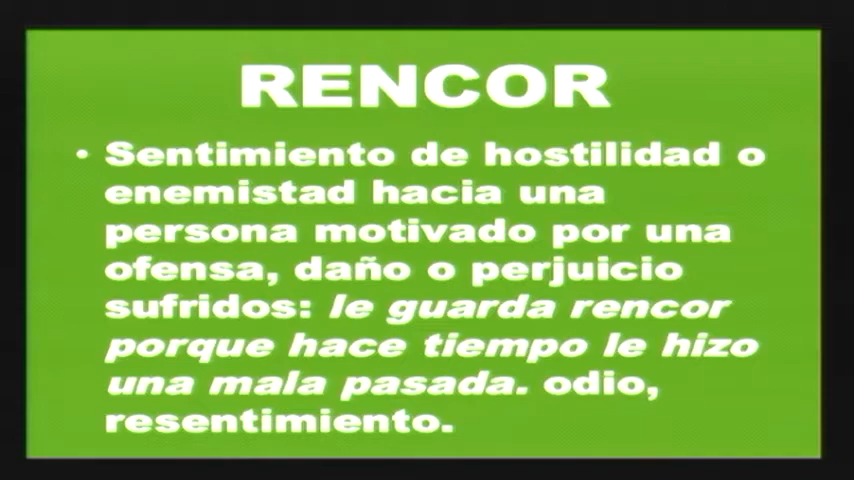 RENCOR
• Sentimiento de hostilidad o
enemistad hacia una
persona motivado por una
ofensa, daño o perjuicio
sufridos: le guarda rencor
porque hace tiempo le hizo
una mala pasada. odio,
resentimiento.